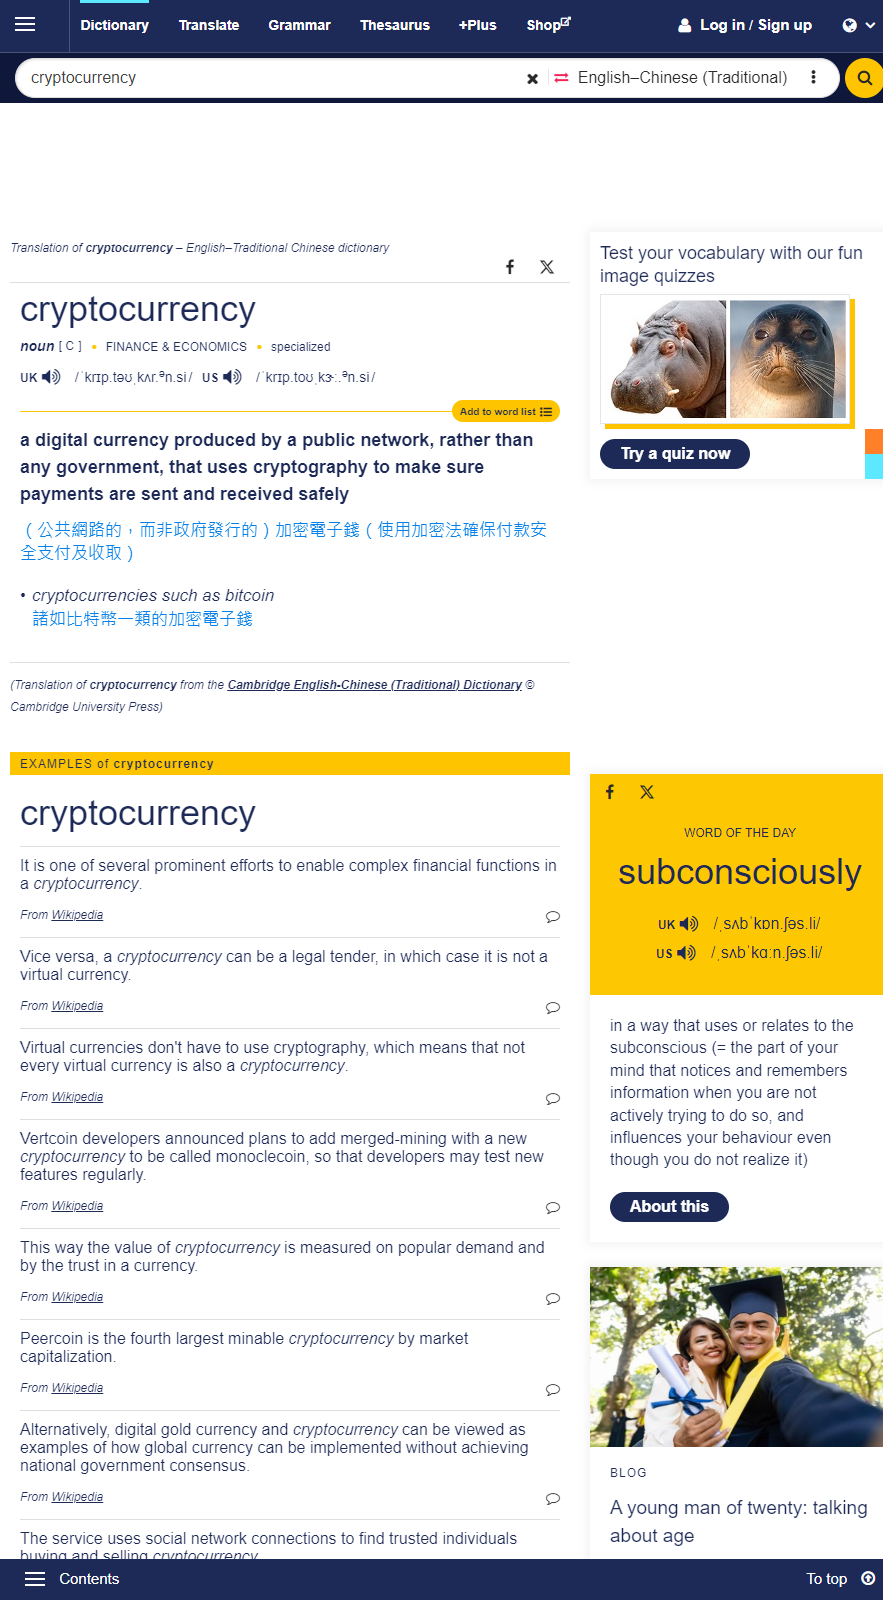 Dictionary Translate Grammar Thesaurus +Plus Shop Log in / Sign up
cryptocurrency English–Chinese (Traditional)
Translation of cryptocurrency – English–Traditional Chinese dictionary
cryptocurrency
noun [ C ] • FINANCE & ECONOMICS • specialized
UK /ˈkrɪp.təʊˌkʌr.ᵊn.si/ US /ˈkrɪp.toʊˌkɝː.ᵊn.si/
Add to word list
a digital currency produced by a public network, rather than
any government, that uses cryptography to make sure
payments are sent and received safely
（公共網路的，而非政府發行的）加密電子錢（使用加密法確保付款安
全支付及收取）
• cryptocurrencies such as bitcoin
諸如比特幣一類的加密電子錢
(Translation of cryptocurrency from the Cambridge English-Chinese (Traditional) Dictionary ©
Cambridge University Press)
EXAMPLES of cryptocurrency
cryptocurrency
It is one of several prominent efforts to enable complex financial functions in
a cryptocurrency.
From Wikipedia
Vice versa, a cryptocurrency can be a legal tender, in which case it is not a
virtual currency.
From Wikipedia
Virtual currencies don't have to use cryptography, which means that not
every virtual currency is also a cryptocurrency.
From Wikipedia
Vertcoin developers announced plans to add merged-mining with a new
cryptocurrency to be called monoclecoin, so that developers may test new
features regularly.
From Wikipedia
This way the value of cryptocurrency is measured on popular demand and
by the trust in a currency.
From Wikipedia
Peercoin is the fourth largest minable cryptocurrency by market
capitalization.
From Wikipedia
Alternatively, digital gold currency and cryptocurrency can be viewed as
examples of how global currency can be implemented without achieving
national government consensus.
From Wikipedia
The service uses social network connections to find trusted individuals
buying and selling cryptocurrency.
Test your vocabulary with our fun
image quizzes
Try a quiz now
WORD OF THE DAY
subconsciously
UK /ˌsʌbˈkɒn.ʃəs.li/
US /ˌsʌbˈkɑːn.ʃəs.li/
in a way that uses or relates to the
subconscious (= the part of your
mind that notices and remembers
information when you are not
actively trying to do so, and
influences your behaviour even
though you do not realize it)
About this
BLOG
A young man of twenty: talking
about age
Contents To top